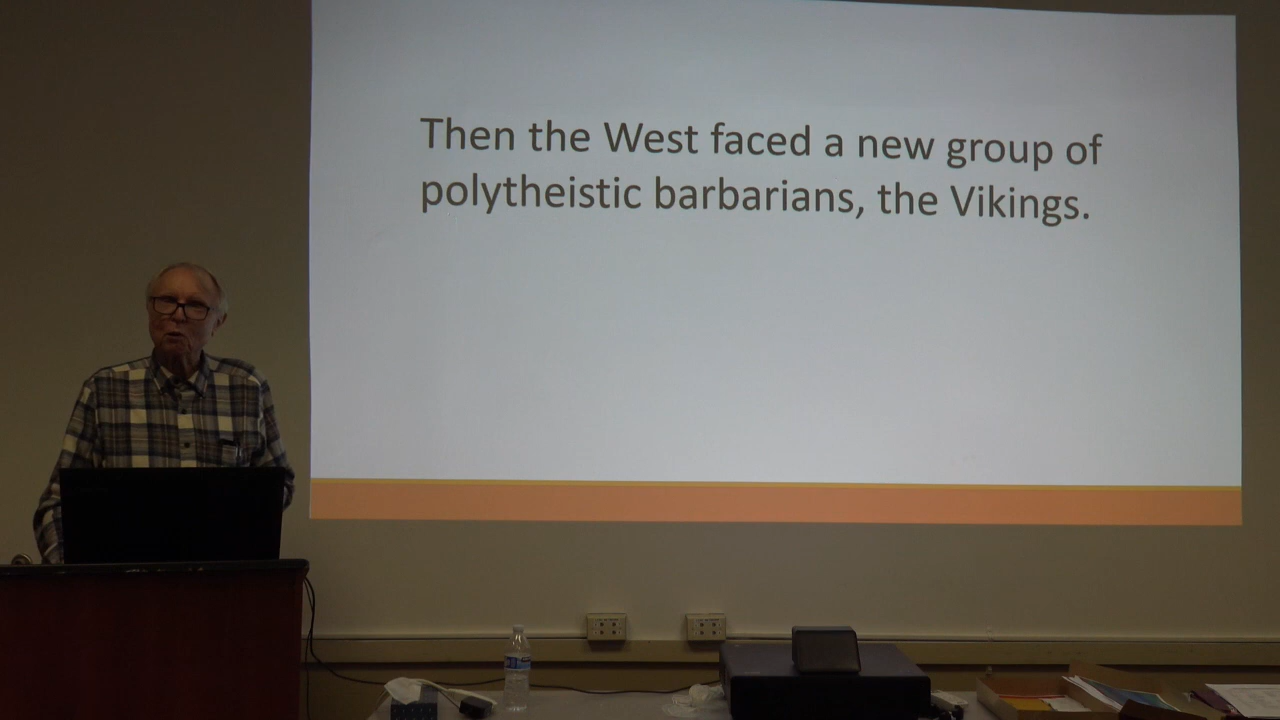 Then the West faced a new group of
polytheistic barbarians, the Vikings.